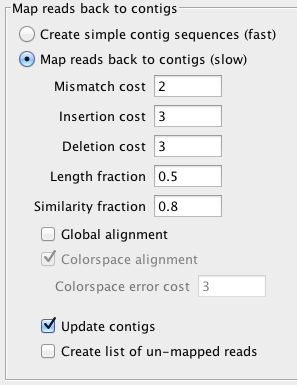 Map reads back to contigs
Create simple contig sequences (fast)
Map reads back to contigs (slow)
Mismatch cost 2
Insertion cost 3
Deletion cost 3
Length fraction 0.5
Similarity fraction 0.8
Global alignment
Colorspace alignment
Colorspace error cost 3
Update contigs
Create list of un-mapped reads